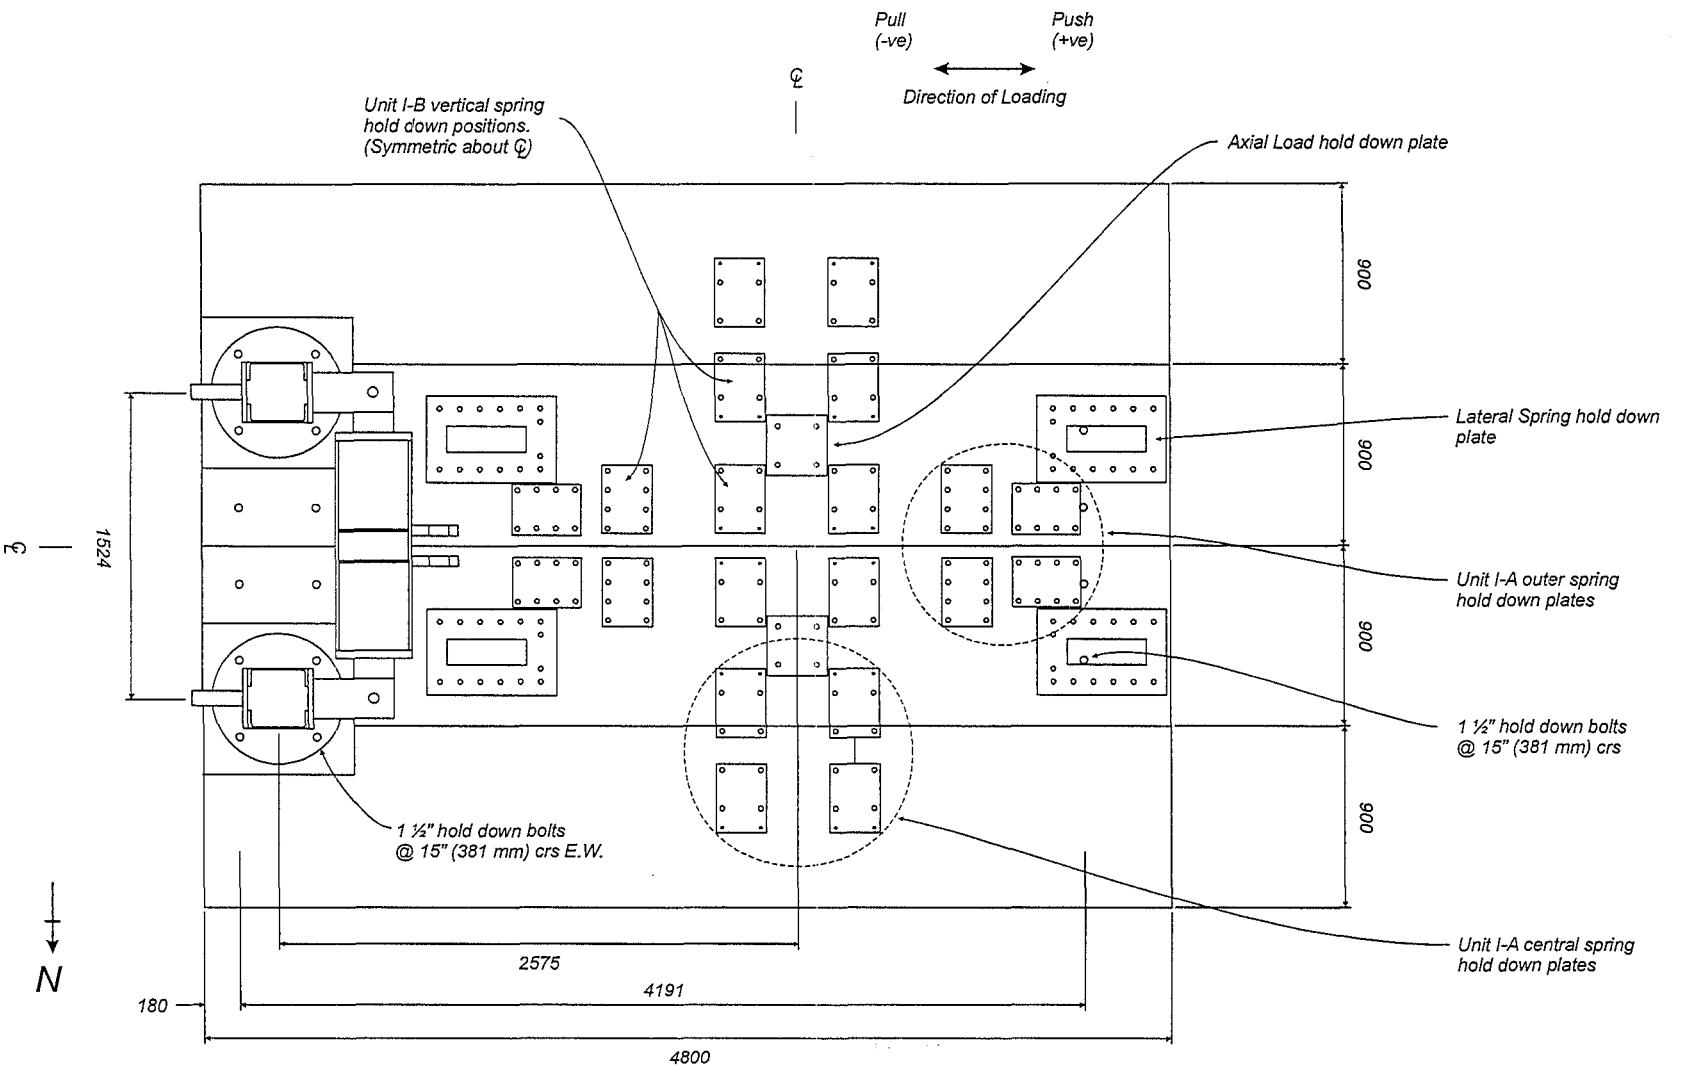 Pull
(-ve)
Push
(+ve)
Direction of Loading
℄
Unit I-B vertical spring
hold down positions.
(Symmetric about ℄)
Axial Load hold down plate
900
Lateral Spring hold down
plate
900
℄
1524
Unit I-A outer spring
hold down plates
900
1 ½" hold down bolts
@ 15" (381 mm) crs
900
1 ½" hold down bolts
@ 15" (381 mm) crs E.W.
Unit I-A central spring
hold down plates
N
2575
4191
180
4800